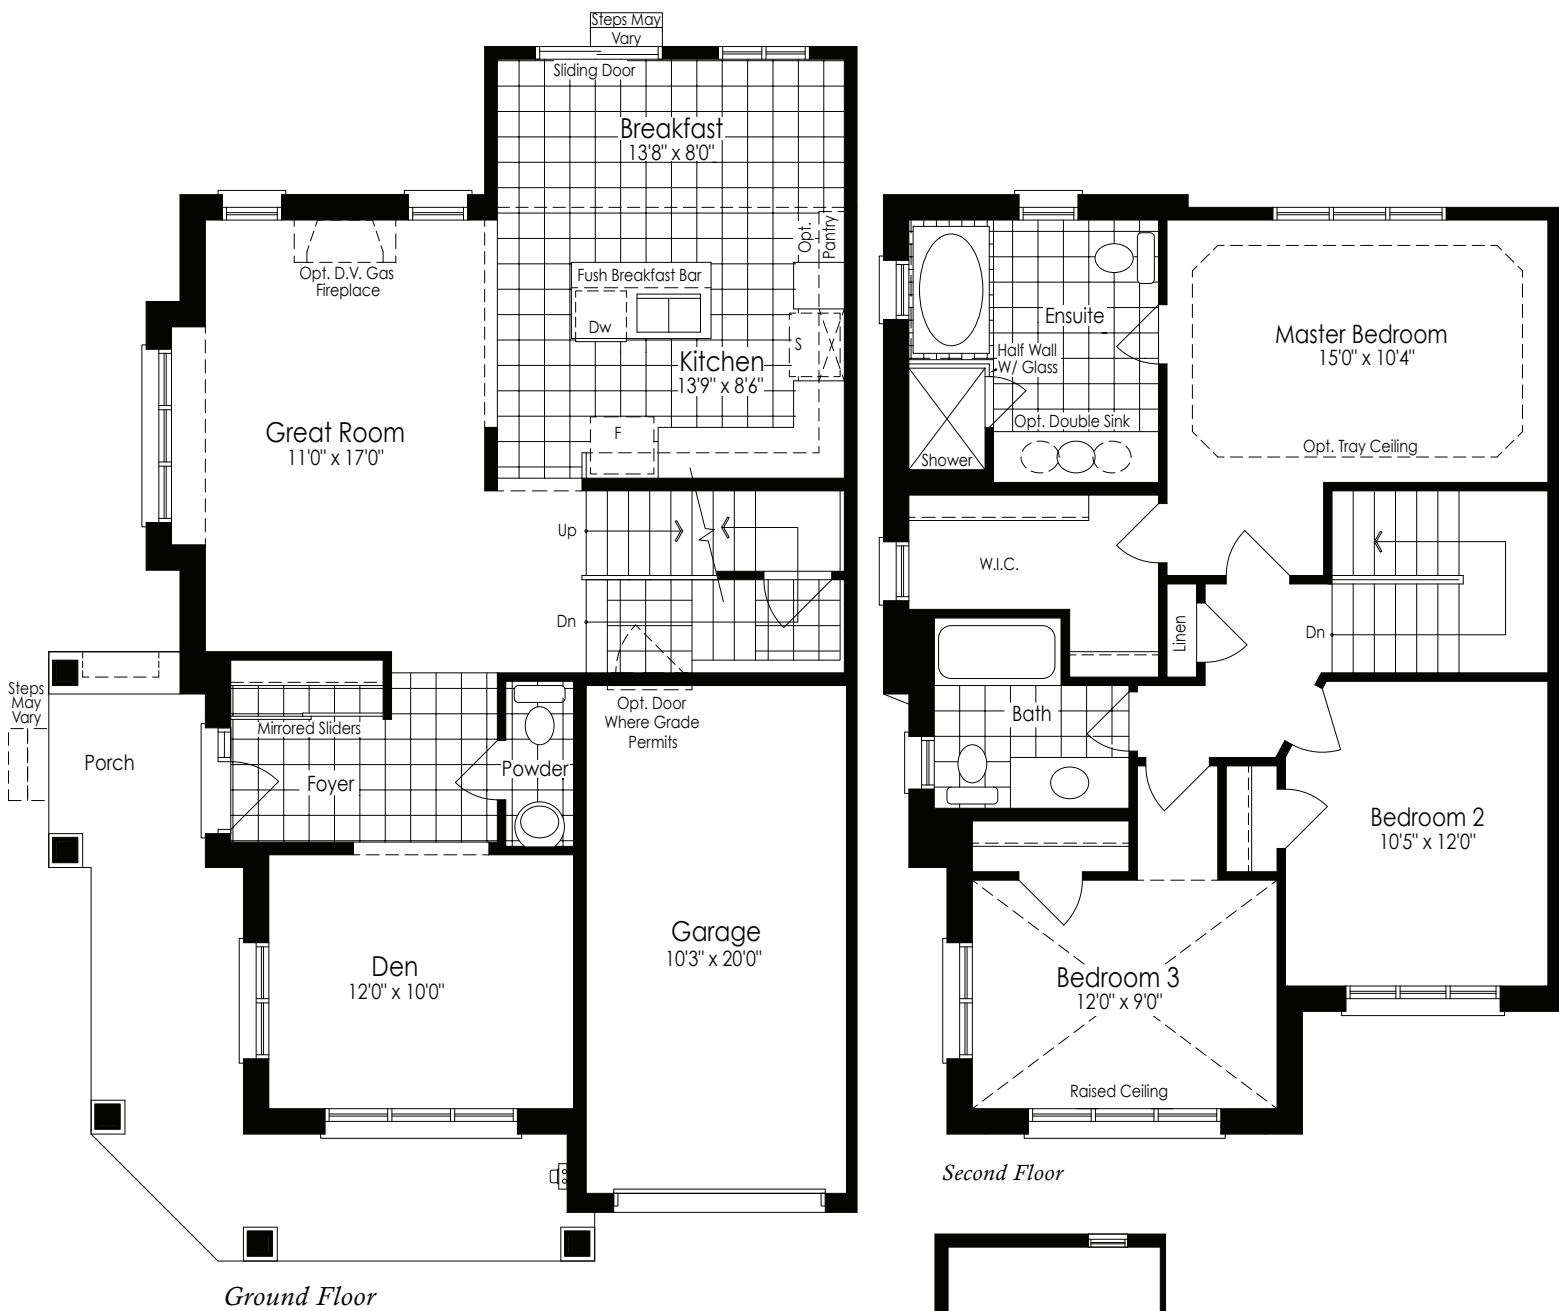 Steps May
Vary
Sliding Door
Breakfast
13'8" x 8'0"
Opt.
Pantry
Opt. D.V. Gas
Fireplace
Fush Breakfast Bar
Dw
S
Kitchen
13'9" x 8'6"
F
Great Room
11'0" x 17'0"
Up
Dn
Steps
May
Vary
Porch
Mirrored Sliders
Foyer
Powder
Opt. Door
Where Grade
Permits
Den
12'0" x 10'0"
Garage
10'3" x 20'0"
Ground Floor
Ensuite
Half Wall
W/ Glass
Opt. Double Sink
Shower
Master Bedroom
15'0" x 10'4"
Opt. Tray Ceiling
W.I.C.
Linen
Dn
Bath
Bedroom 2
10'5" x 12'0"
Bedroom 3
12'0" x 9'0"
Raised Ceiling
Second Floor